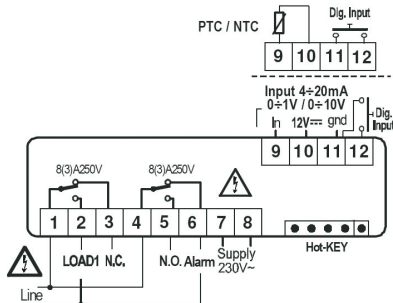 PTC / NTC
Dig. Input
9 10 11 12
Input 4÷20mA
0÷1V / 0÷10V
In 12V⎓ gnd
Dig. Input
9 10 11 12
8(3)A250V 8(3)A250V
1 2 3 4 5 6 7 8
LOAD1 N.C. N.O. Alarm Supply
230V~
Hot-KEY
Line